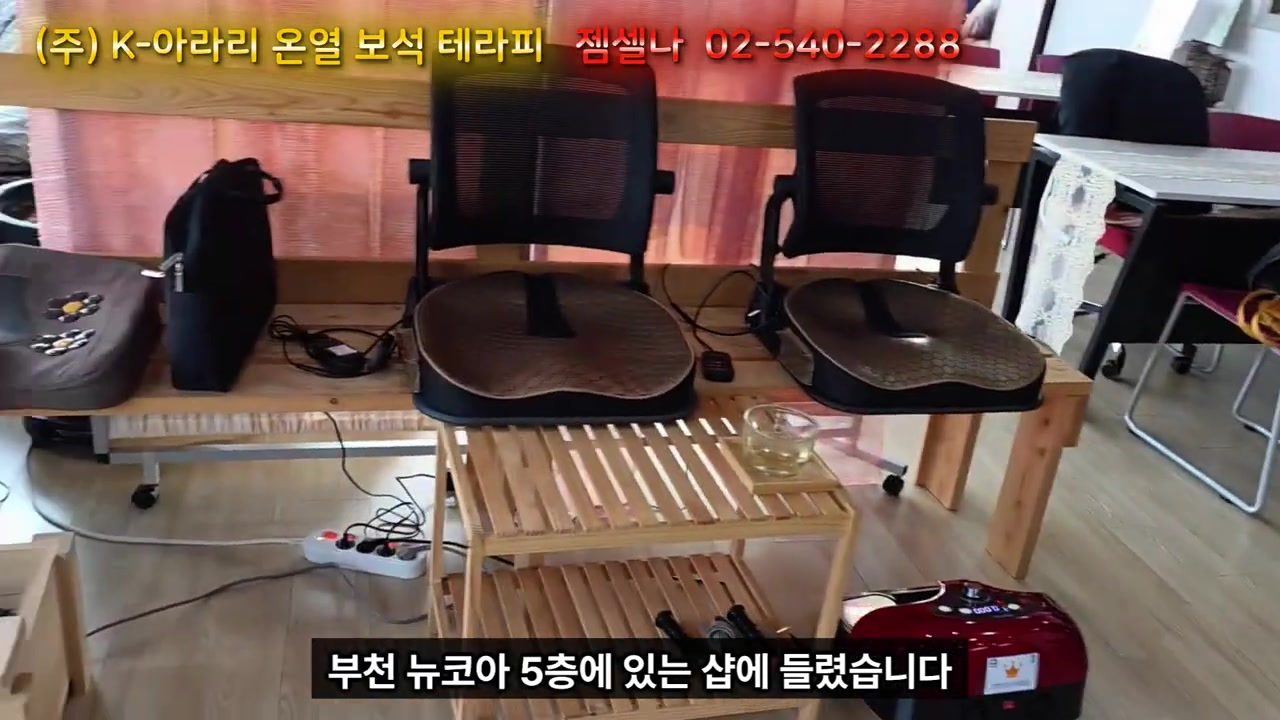 (주) K-아라리 온열 보석 테라피 젬셀나 02-540-2288
부천 뉴코아 5층에 있는 샵에 들렸습니다